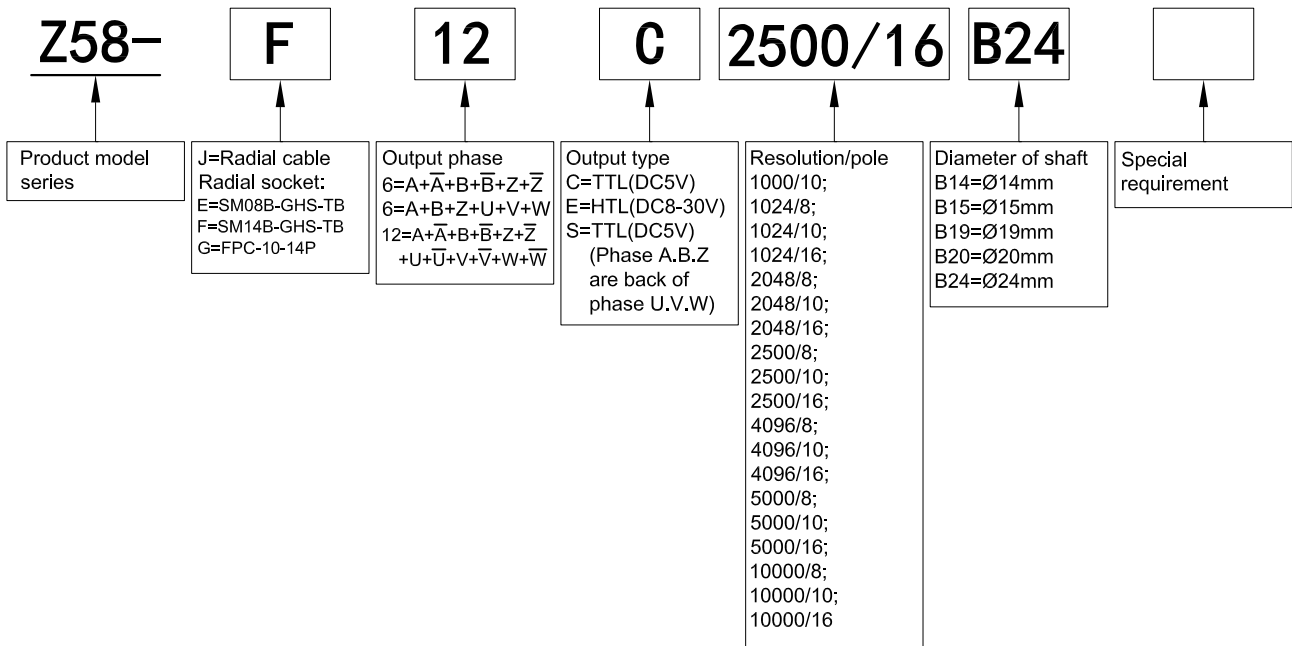 Z58- F 12 C 2500/16 B24
Product model
series
J=Radial cable
Radial socket:
E=SM08B-GHS-TB
F=SM14B-GHS-TB
G=FPC-10-14P
Output phase
6=A+A̅+B+B̅+Z+Z̅
6=A+B+Z+U+V+W
12=A+A̅+B+B̅+Z+Z̅
+U+U̅+V+V̅+W+W̅
Output type
C=TTL(DC5V)
E=HTL(DC8-30V)
S=TTL(DC5V)
(Phase A.B.Z
are back of
phase U.V.W)
Resolution/pole
1000/10;
1024/8;
1024/10;
1024/16;
2048/8;
2048/10;
2048/16;
2500/8;
2500/10;
2500/16;
4096/8;
4096/10;
4096/16;
5000/8;
5000/10;
5000/16;
10000/8;
10000/10;
10000/16
Diameter of shaft
B14=Ø14mm
B15=Ø15mm
B19=Ø19mm
B20=Ø20mm
B24=Ø24mm
Special
requirement